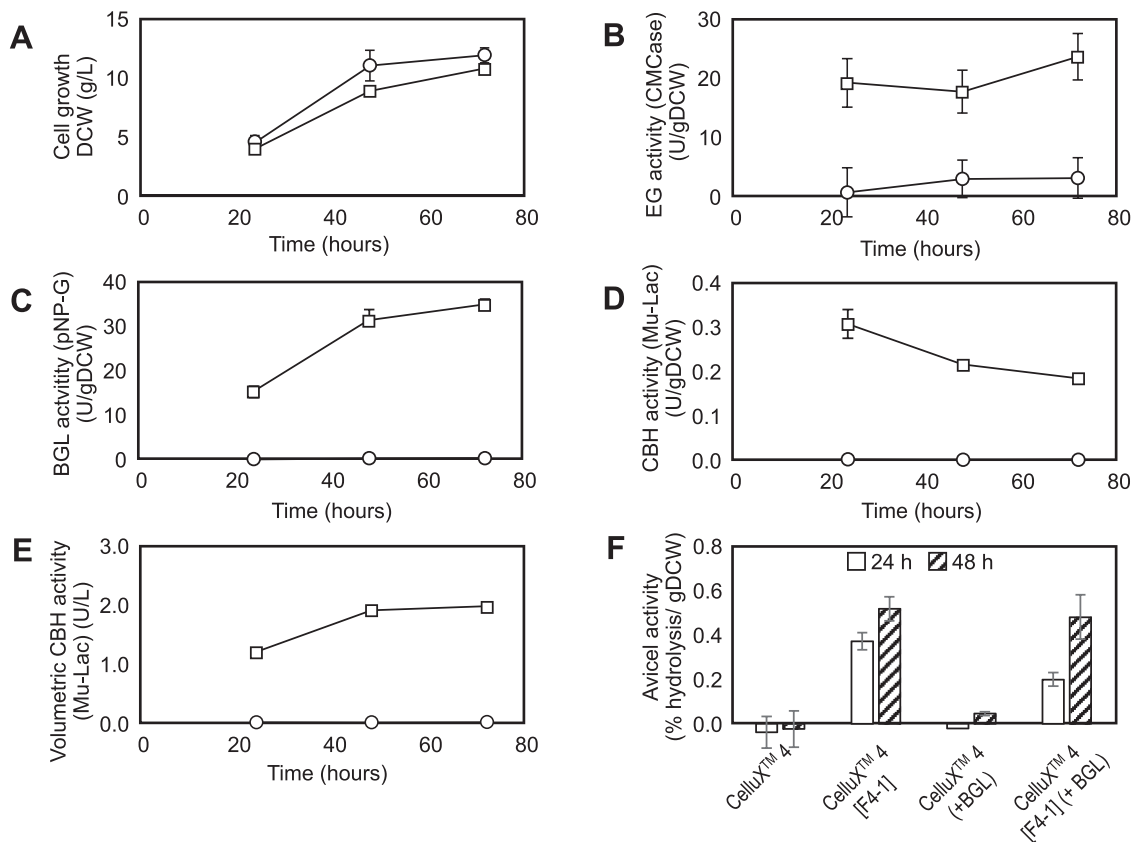 A
Cell growth
DCW (g/L)
15
10
5
0
0 20 40 60 80
Time (hours)
B
EG activity (CMCase)
(U/gDCW)
30
20
10
0
0 20 40 60 80
Time (hours)
C
BGL actvitity (pNP-G)
(U/gDCW)
40
30
20
10
0
0 20 40 60 80
Time (hours)
D
CBH activity (Mu-Lac)
(U/gDCW)
0.4
0.3
0.2
0.1
0.0
0 20 40 60 80
Time (hours)
E
Volumetric CBH activity
(Mu-Lac) (U/L)
3.0
2.0
1.0
0.0
0 20 40 60 80
Time (hours)
F
Avicel activity
(% hydrolysis/ gDCW)
0.8
0.6
0.4
0.2
0.0
24 h 48 h
CelluX™ 4
CelluX™ 4
[F4-1]
CelluX™ 4
(+BGL)
CelluX™ 4
[F4-1] (+ BGL)